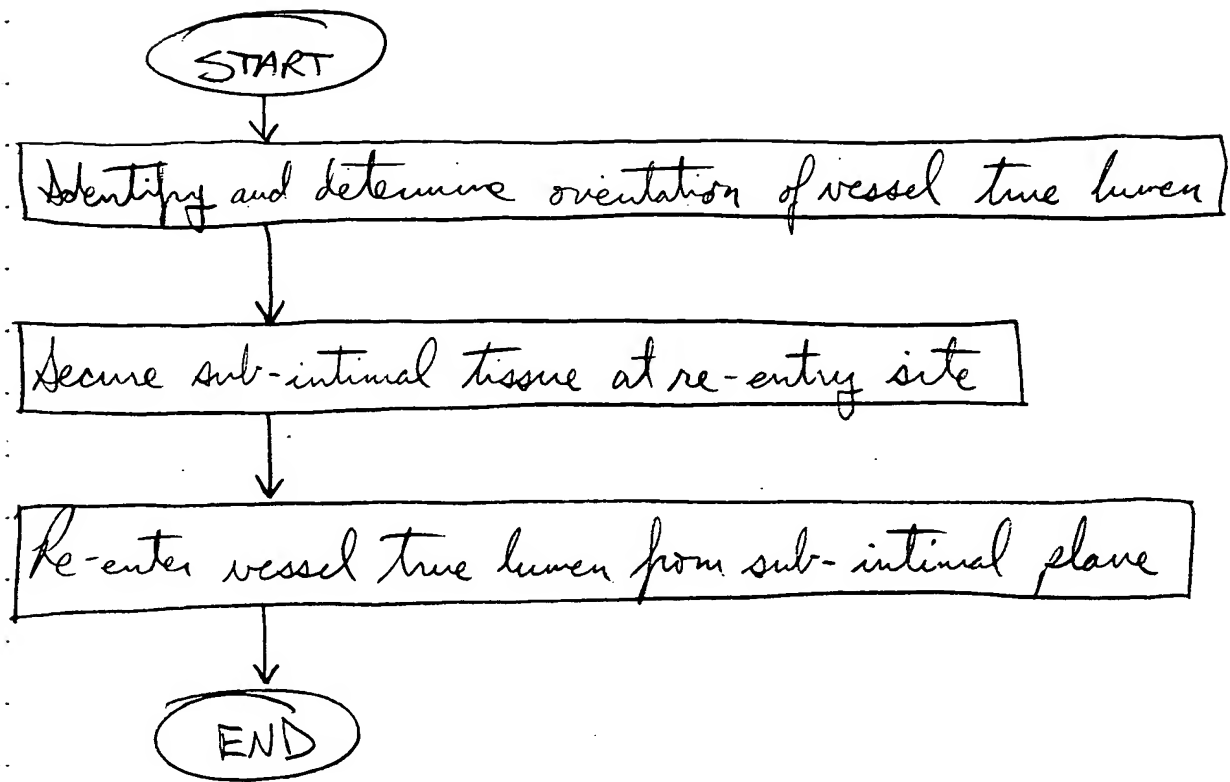 START
Identify and determine orientation of vessel true lumen
Secure sub-intimal tissue at re-entry site
Re-enter vessel true lumen from sub-intimal plane
END